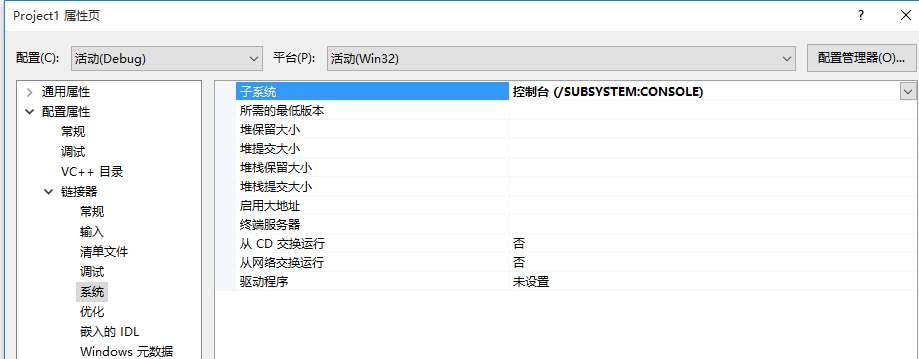 Project1 属性页
? ×
配置(C): 活动(Debug) 平台(P): 活动(Win32) 配置管理器(O)...
通用属性
配置属性
常规
调试
VC++ 目录
链接器
常规
输入
清单文件
调试
系统
优化
嵌入的 IDL
Windows 元数据
子系统 控制台 (/SUBSYSTEM:CONSOLE)
所需的最低版本
堆保留大小
堆提交大小
堆栈保留大小
堆栈提交大小
启用大地址
终端服务器
从 CD 交换运行 否
从网络交换运行 否
驱动程序 未设置